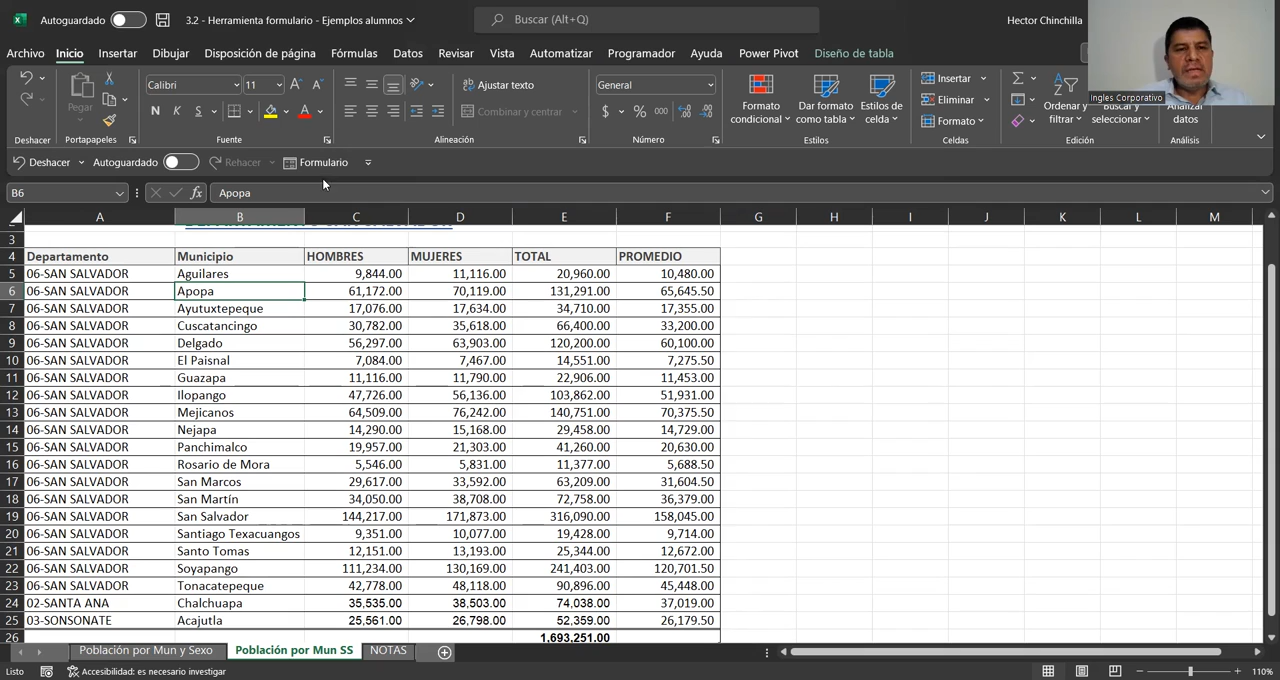 Autoguardado 3.2 - Herramienta formulario - Ejemplos alumnos Buscar (Alt+Q) Hector Chinchilla
Archivo Inicio Insertar Dibujar Disposición de página Fórmulas Datos Revisar Vista Automatizar Programador Ayuda Power Pivot Diseño de tabla
Pegar Calibri 11 Ajustar texto General Formato condicional Dar formato como tabla Estilos de celda Insertar Ordenar y filtrar Buscar y seleccionar Analizar datos
N K S Combinar y centrar $ % 000 Eliminar Ingles Corporativo
Formato
Deshacer Portapapeles Fuente Alineación Número Estilos Celdas Edición Análisis
Deshacer Autoguardado Rehacer Formulario
B6 fx Apopa
A B C D E F G H I J K L M
3
4 Departamento Municipio HOMBRES MUJERES TOTAL PROMEDIO
5 06-SAN SALVADOR Aguilares 9,844.00 11,116.00 20,960.00 10,480.00
6 06-SAN SALVADOR Apopa 61,172.00 70,119.00 131,291.00 65,645.50
7 06-SAN SALVADOR Ayutuxtepeque 17,076.00 17,634.00 34,710.00 17,355.00
8 06-SAN SALVADOR Cuscatancingo 30,782.00 35,618.00 66,400.00 33,200.00
9 06-SAN SALVADOR Delgado 56,297.00 63,903.00 120,200.00 60,100.00
10 06-SAN SALVADOR El Paisnal 7,084.00 7,467.00 14,551.00 7,275.50
11 06-SAN SALVADOR Guazapa 11,116.00 11,790.00 22,906.00 11,453.00
12 06-SAN SALVADOR Ilopango 47,726.00 56,136.00 103,862.00 51,931.00
13 06-SAN SALVADOR Mejicanos 64,509.00 76,242.00 140,751.00 70,375.50
14 06-SAN SALVADOR Nejapa 14,290.00 15,168.00 29,458.00 14,729.00
15 06-SAN SALVADOR Panchimalco 19,957.00 21,303.00 41,260.00 20,630.00
16 06-SAN SALVADOR Rosario de Mora 5,546.00 5,831.00 11,377.00 5,688.50
17 06-SAN SALVADOR San Marcos 29,617.00 33,592.00 63,209.00 31,604.50
18 06-SAN SALVADOR San Martín 34,050.00 38,708.00 72,758.00 36,379.00
19 06-SAN SALVADOR San Salvador 144,217.00 171,873.00 316,090.00 158,045.00
20 06-SAN SALVADOR Santiago Texacuangos 9,351.00 10,077.00 19,428.00 9,714.00
21 06-SAN SALVADOR Santo Tomas 12,151.00 13,193.00 25,344.00 12,672.00
22 06-SAN SALVADOR Soyapango 111,234.00 130,169.00 241,403.00 120,701.50
23 06-SAN SALVADOR Tonacatepeque 42,778.00 48,118.00 90,896.00 45,448.00
24 02-SANTA ANA Chalchuapa 35,535.00 38,503.00 74,038.00 37,019.00
25 03-SONSONATE Acajutla 25,561.00 26,798.00 52,359.00 26,179.50
26 1,693,251.00
Población por Mun y Sexo Población por Mun SS NOTAS
Listo Accesibilidad: es necesario investigar 110%